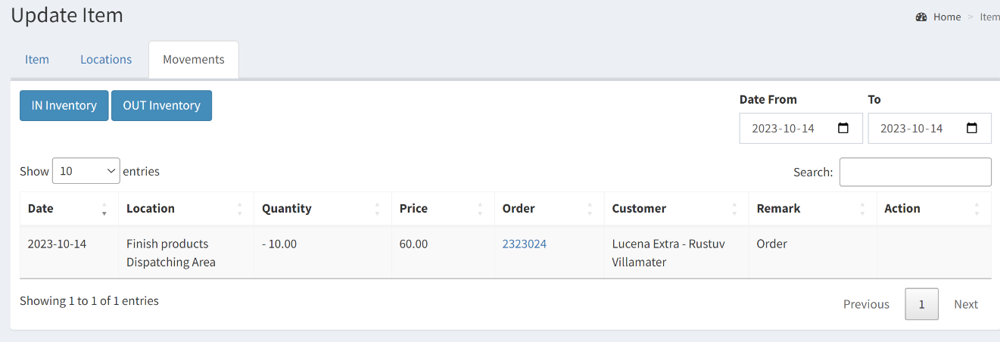 Update Item
Home > Item
Item Locations Movements
IN Inventory OUT Inventory
Date From To
2023-10-14 2023-10-14
Show 10 entries
Search:
Date Location Quantity Price Order Customer Remark Action
2023-10-14 Finish products - 10.00 60.00 2323024 Lucena Extra - Rustuv Order
Dispatching Area Villamater
Showing 1 to 1 of 1 entries
Previous 1 Next